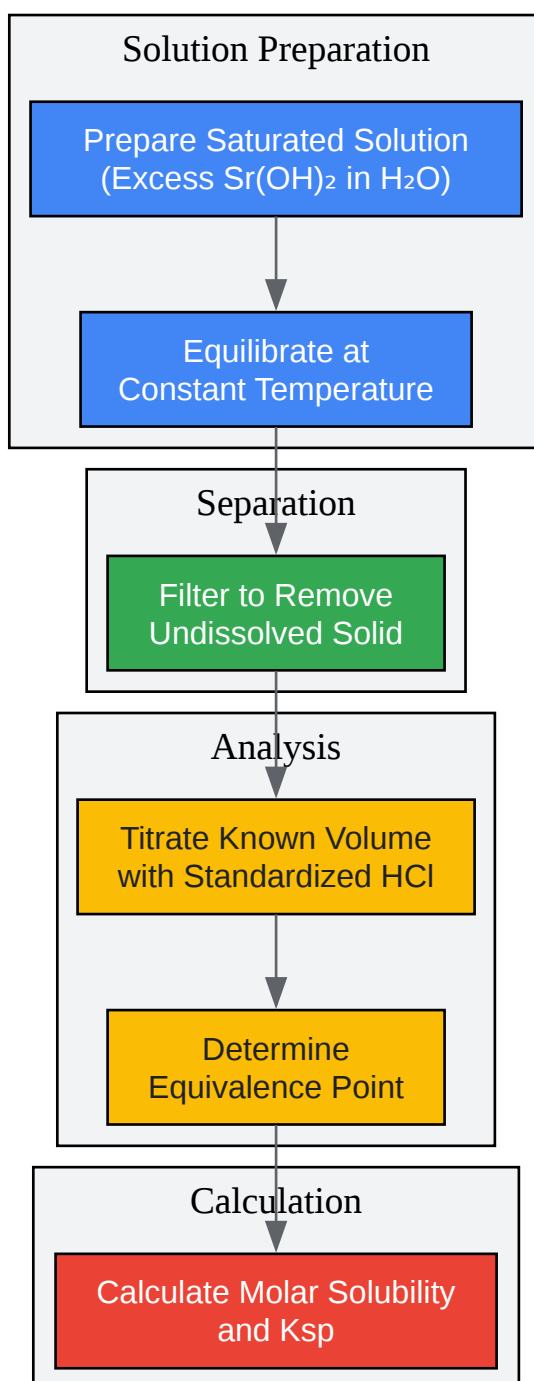 Solution Preparation
Prepare Saturated Solution
(Excess Sr(OH)₂ in H₂O)
Equilibrate at
Constant Temperature
Separation
Filter to Remove
Undissolved Solid
Analysis
Titrate Known Volume
with Standardized HCl
Determine
Equivalence Point
Calculation
Calculate Molar Solubility
and Ksp